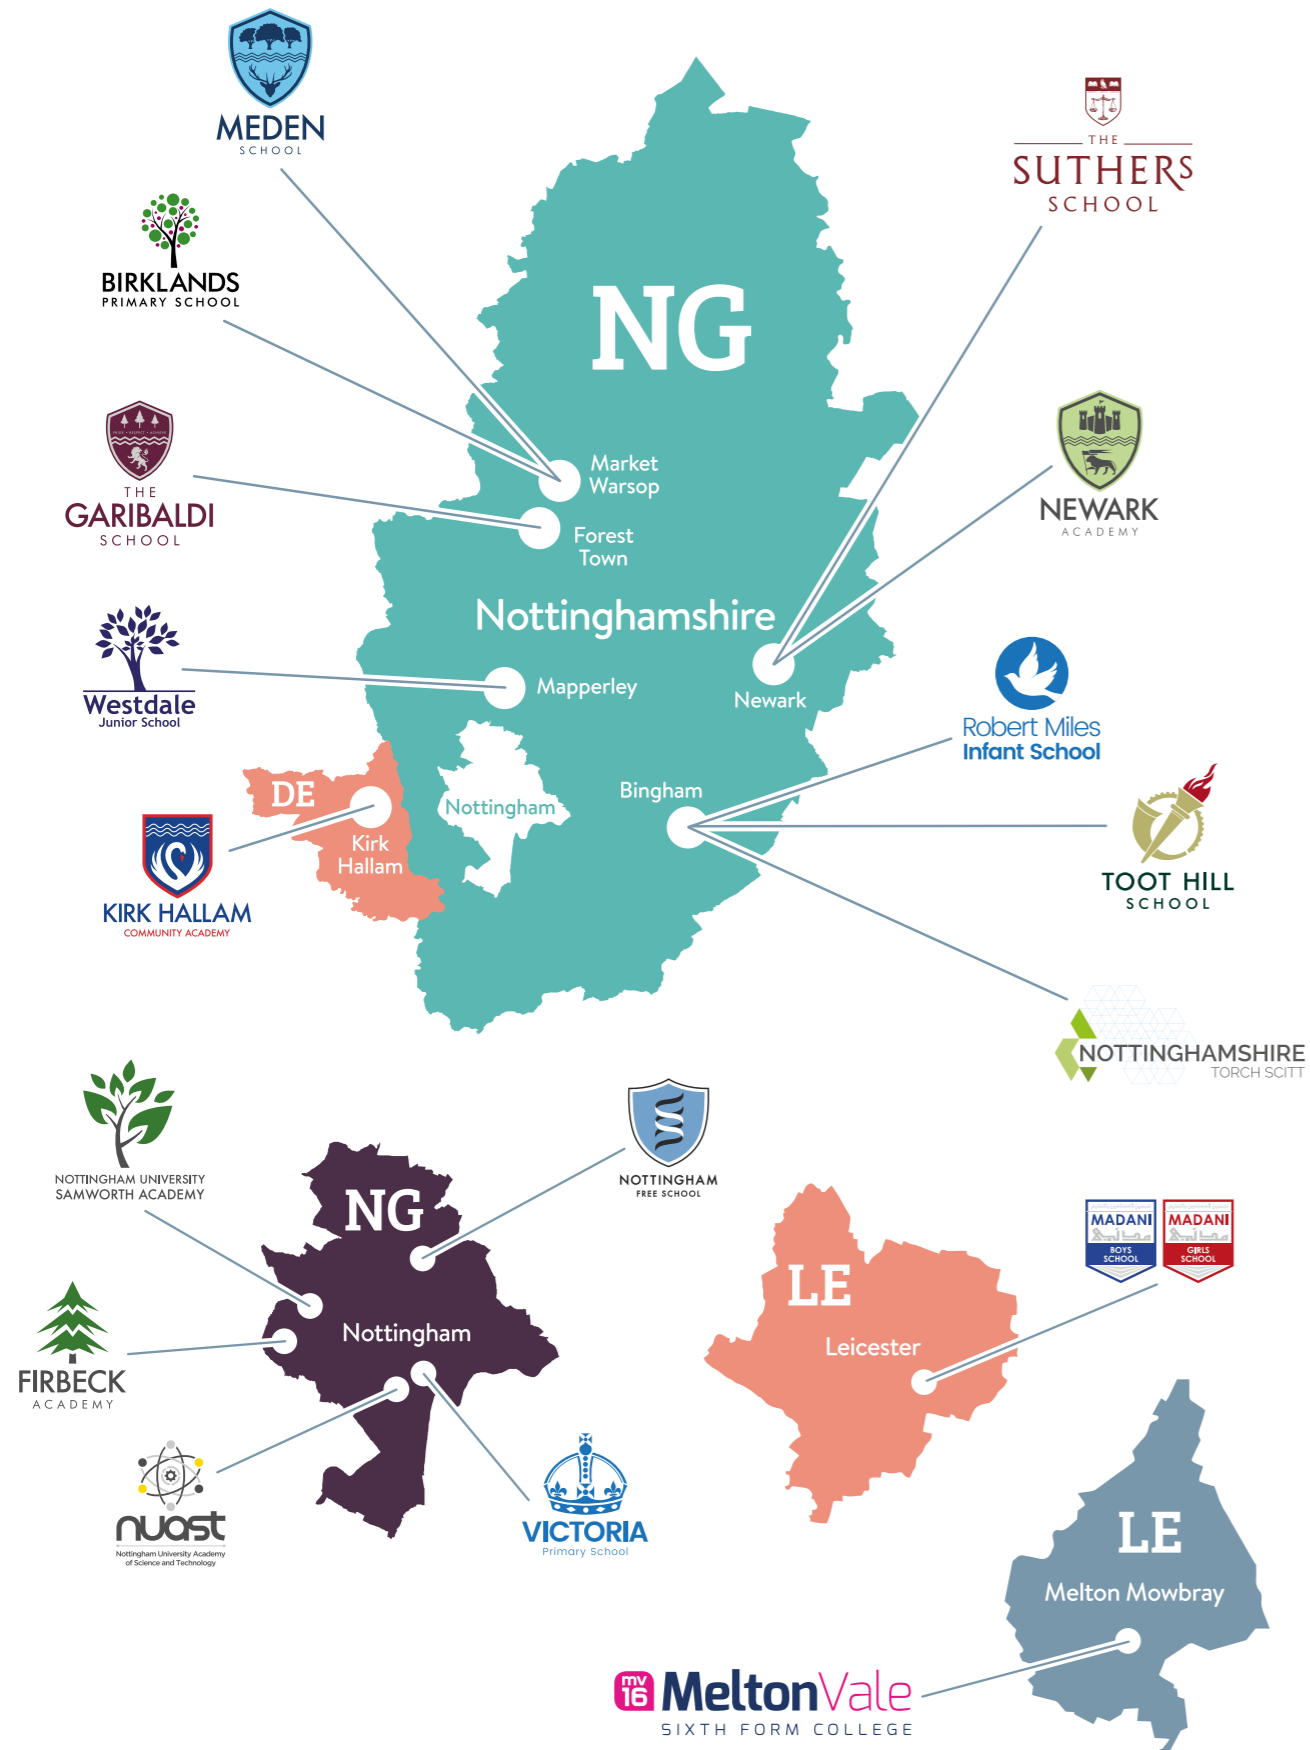 MEDEN
SCHOOL
THE
SUTHERS
SCHOOL
BIRKLANDS
PRIMARY SCHOOL
NG
PRIDE • RESPECT • ACHIEVE
THE
GARIBALDI
SCHOOL
Market
Warsop
Forest
Town
NEWARK
ACADEMY
Nottinghamshire
Westdale
Junior School
Mapperley
Newark
Robert Miles
Infant School
DE
Kirk
Hallam
Nottingham
Bingham
KIRK HALLAM
COMMUNITY ACADEMY
TOOT HILL
SCHOOL
NOTTINGHAMSHIRE
TORCH SCITT
NOTTINGHAM UNIVERSITY
SAMWORTH ACADEMY
NG
NOTTINGHAM
FREE SCHOOL
MADANI
BOYS
SCHOOL
MADANI
GIRLS
SCHOOL
LE
Leicester
Nottingham
FIRBECK
ACADEMY
nuast
Nottingham University Academy
of Science and Technology
VICTORIA
Primary School
LE
Melton Mowbray
mv
16
MeltonVale
SIXTH FORM COLLEGE